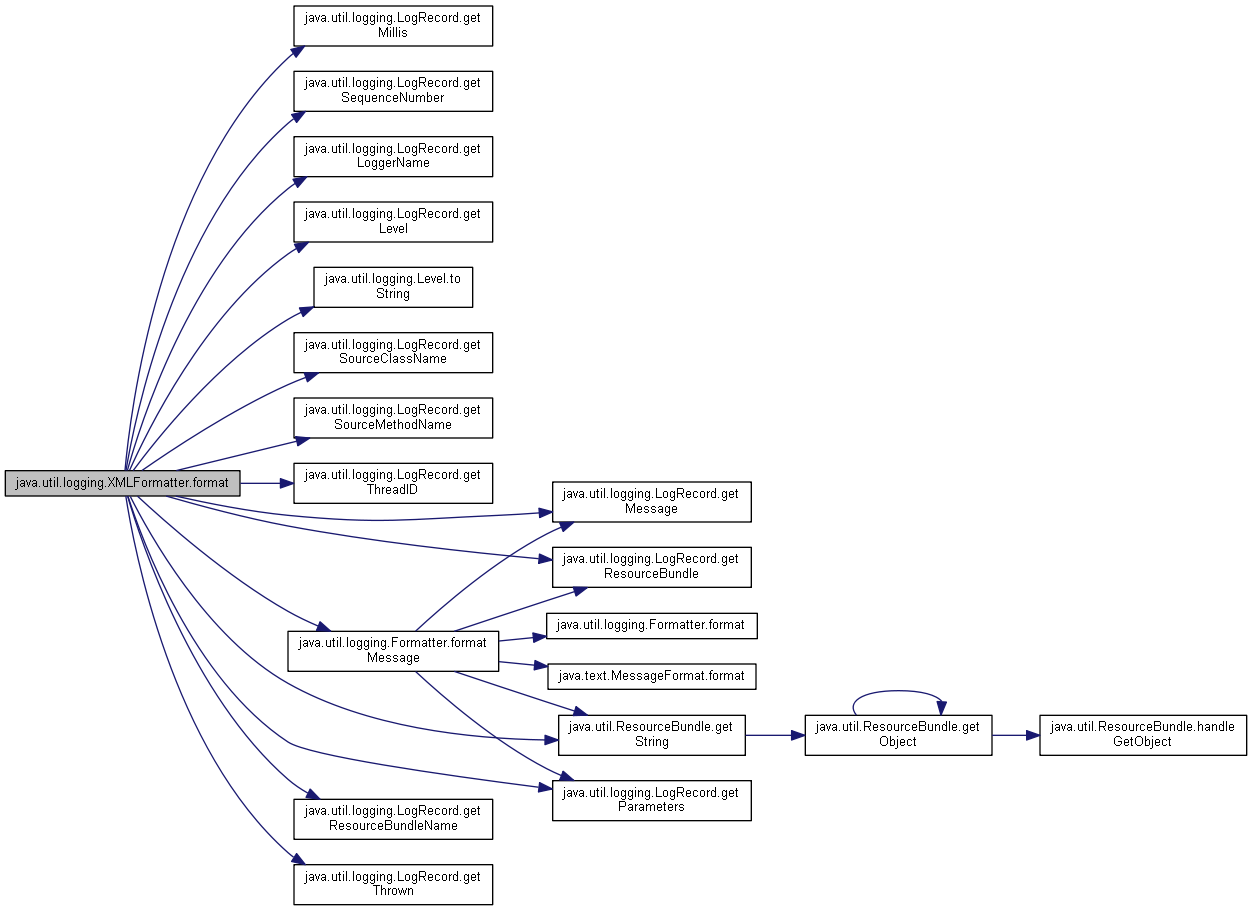 java.util.logging.LogRecord.get
Millis
java.util.logging.LogRecord.get
SequenceNumber
java.util.logging.LogRecord.get
LoggerName
java.util.logging.LogRecord.get
Level
java.util.logging.Level.to
String
java.util.logging.LogRecord.get
SourceClassName
java.util.logging.LogRecord.get
SourceMethodName
java.util.logging.XMLFormatter.format
java.util.logging.LogRecord.get
ThreadID
java.util.logging.LogRecord.get
Message
java.util.logging.LogRecord.get
ResourceBundle
java.util.logging.Formatter.format
java.util.logging.Formatter.format
Message
java.text.MessageFormat.format
java.util.ResourceBundle.get
String
java.util.ResourceBundle.get
Object
java.util.ResourceBundle.handle
GetObject
java.util.logging.LogRecord.get
Parameters
java.util.logging.LogRecord.get
ResourceBundleName
java.util.logging.LogRecord.get
Thrown